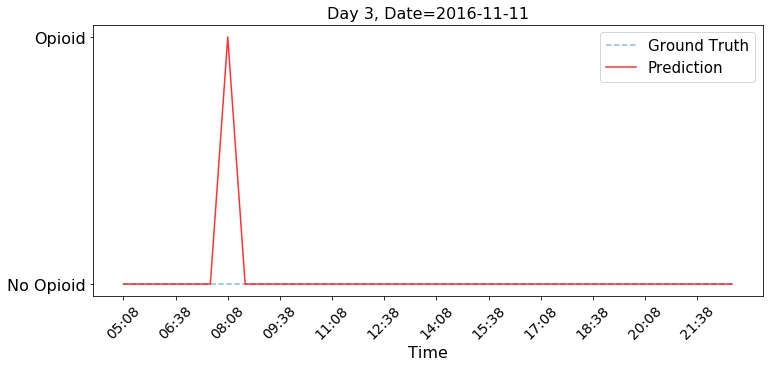 Day 3, Date=2016-11-11
Opioid
Ground Truth
Prediction
No Opioid
05:08 06:38 08:08 09:38 11:08 12:38 14:08 15:38 17:08 18:38 20:08 21:38
Time